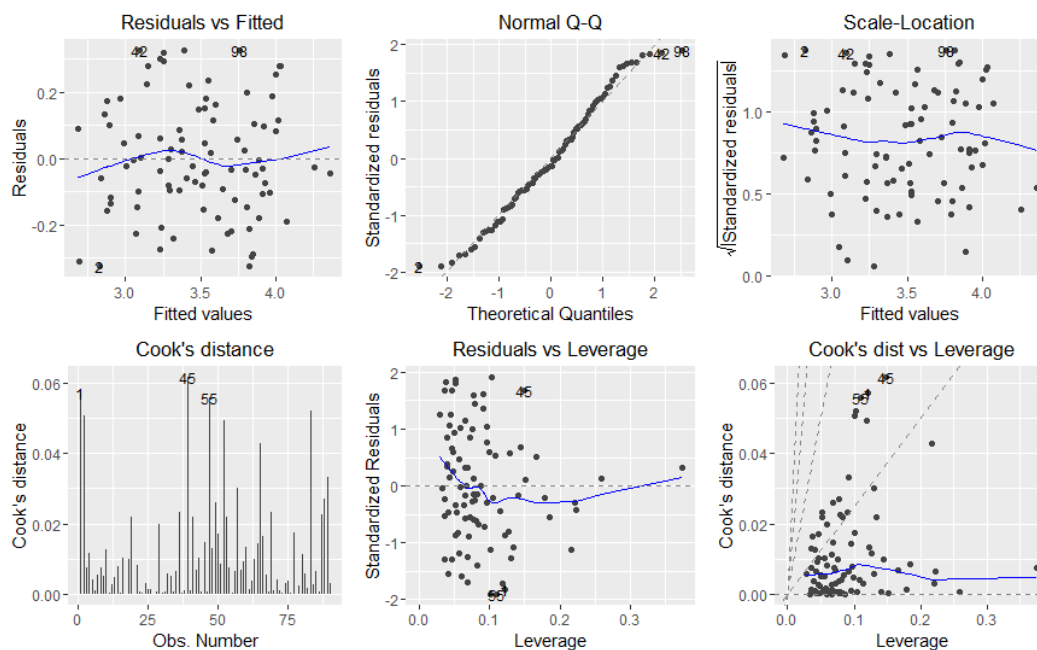 Residuals vs Fitted
Residuals
0.2
0.0
-0.2
42
98
2
3.0 3.5 4.0
Fitted values
Normal Q-Q
Standardized residuals
2
1
0
-1
-2
42
98
2
-2 -1 0 1 2
Theoretical Quantiles
Scale-Location
√|Standardized residuals|
1.0
0.5
0.0
2
42
98
3.0 3.5 4.0
Fitted values
Cook's distance
Cook's distance
0.06
0.04
0.02
0.00
1
45
55
0 25 50 75
Obs. Number
Residuals vs Leverage
Standardized Residuals
2
1
0
-1
-2
45
55
0.0 0.1 0.2 0.3
Leverage
Cook's dist vs Leverage
Cook's distance
0.06
0.04
0.02
0.00
45
55
1
0.0 0.1 0.2 0.3
Leverage